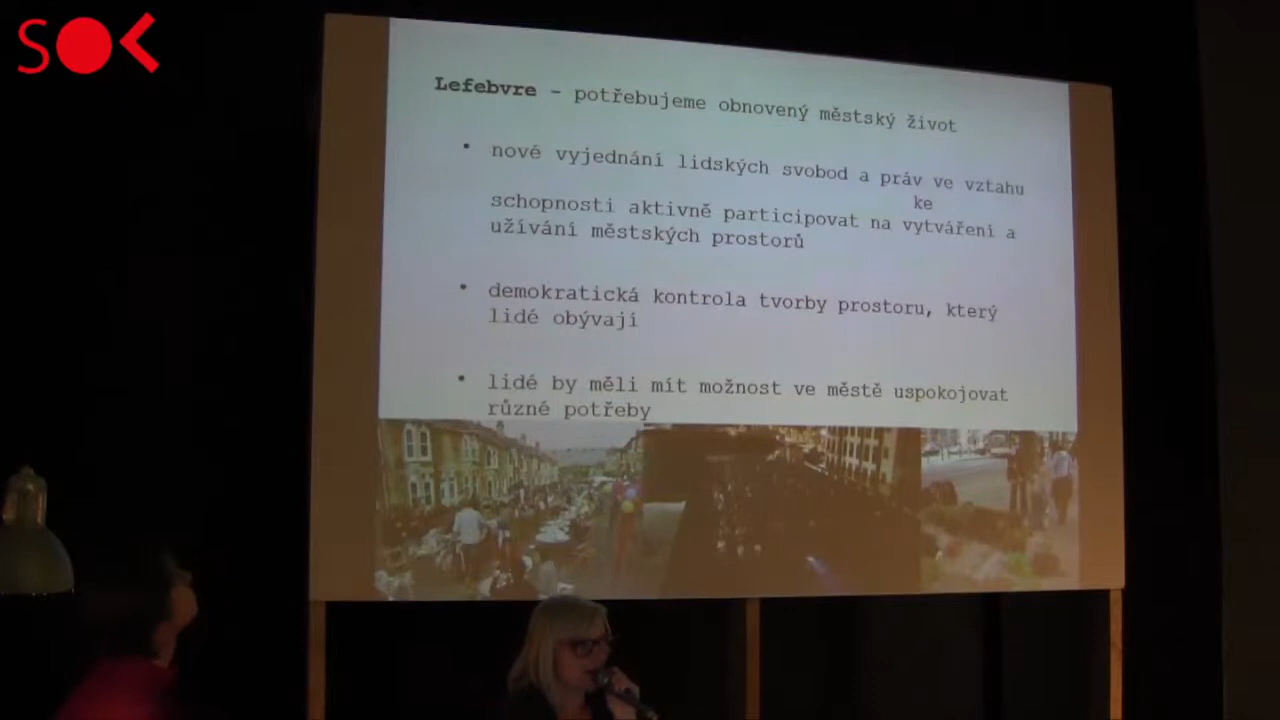 SOK
Lefebvre – potřebujeme obnovený městský život
• nové vyjednání lidských svobod a práv ve vztahu
ke
schopnosti aktivně participovat na vytváření a
užívání městských prostorů
• demokratická kontrola tvorby prostoru, který
lidé obývají
• lidé by měli mít možnost ve městě uspokojovat
různé potřeby